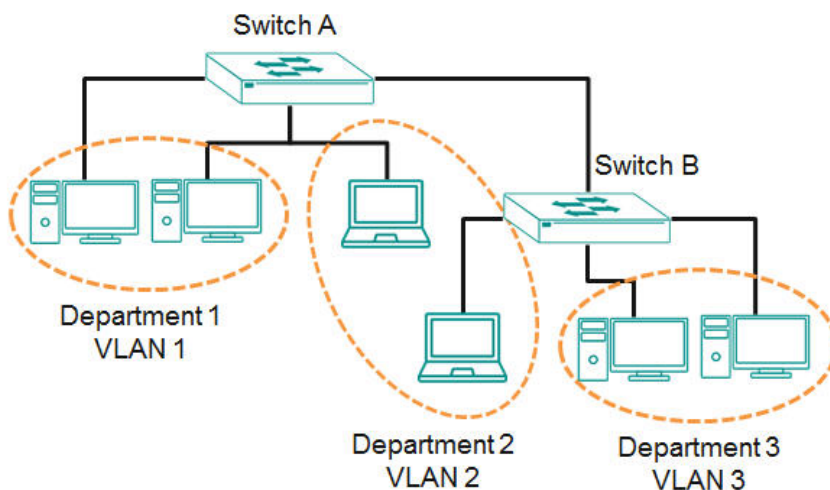 Switch A
Switch B
Department 1
VLAN 1
Department 2
VLAN 2
Department 3
VLAN 3